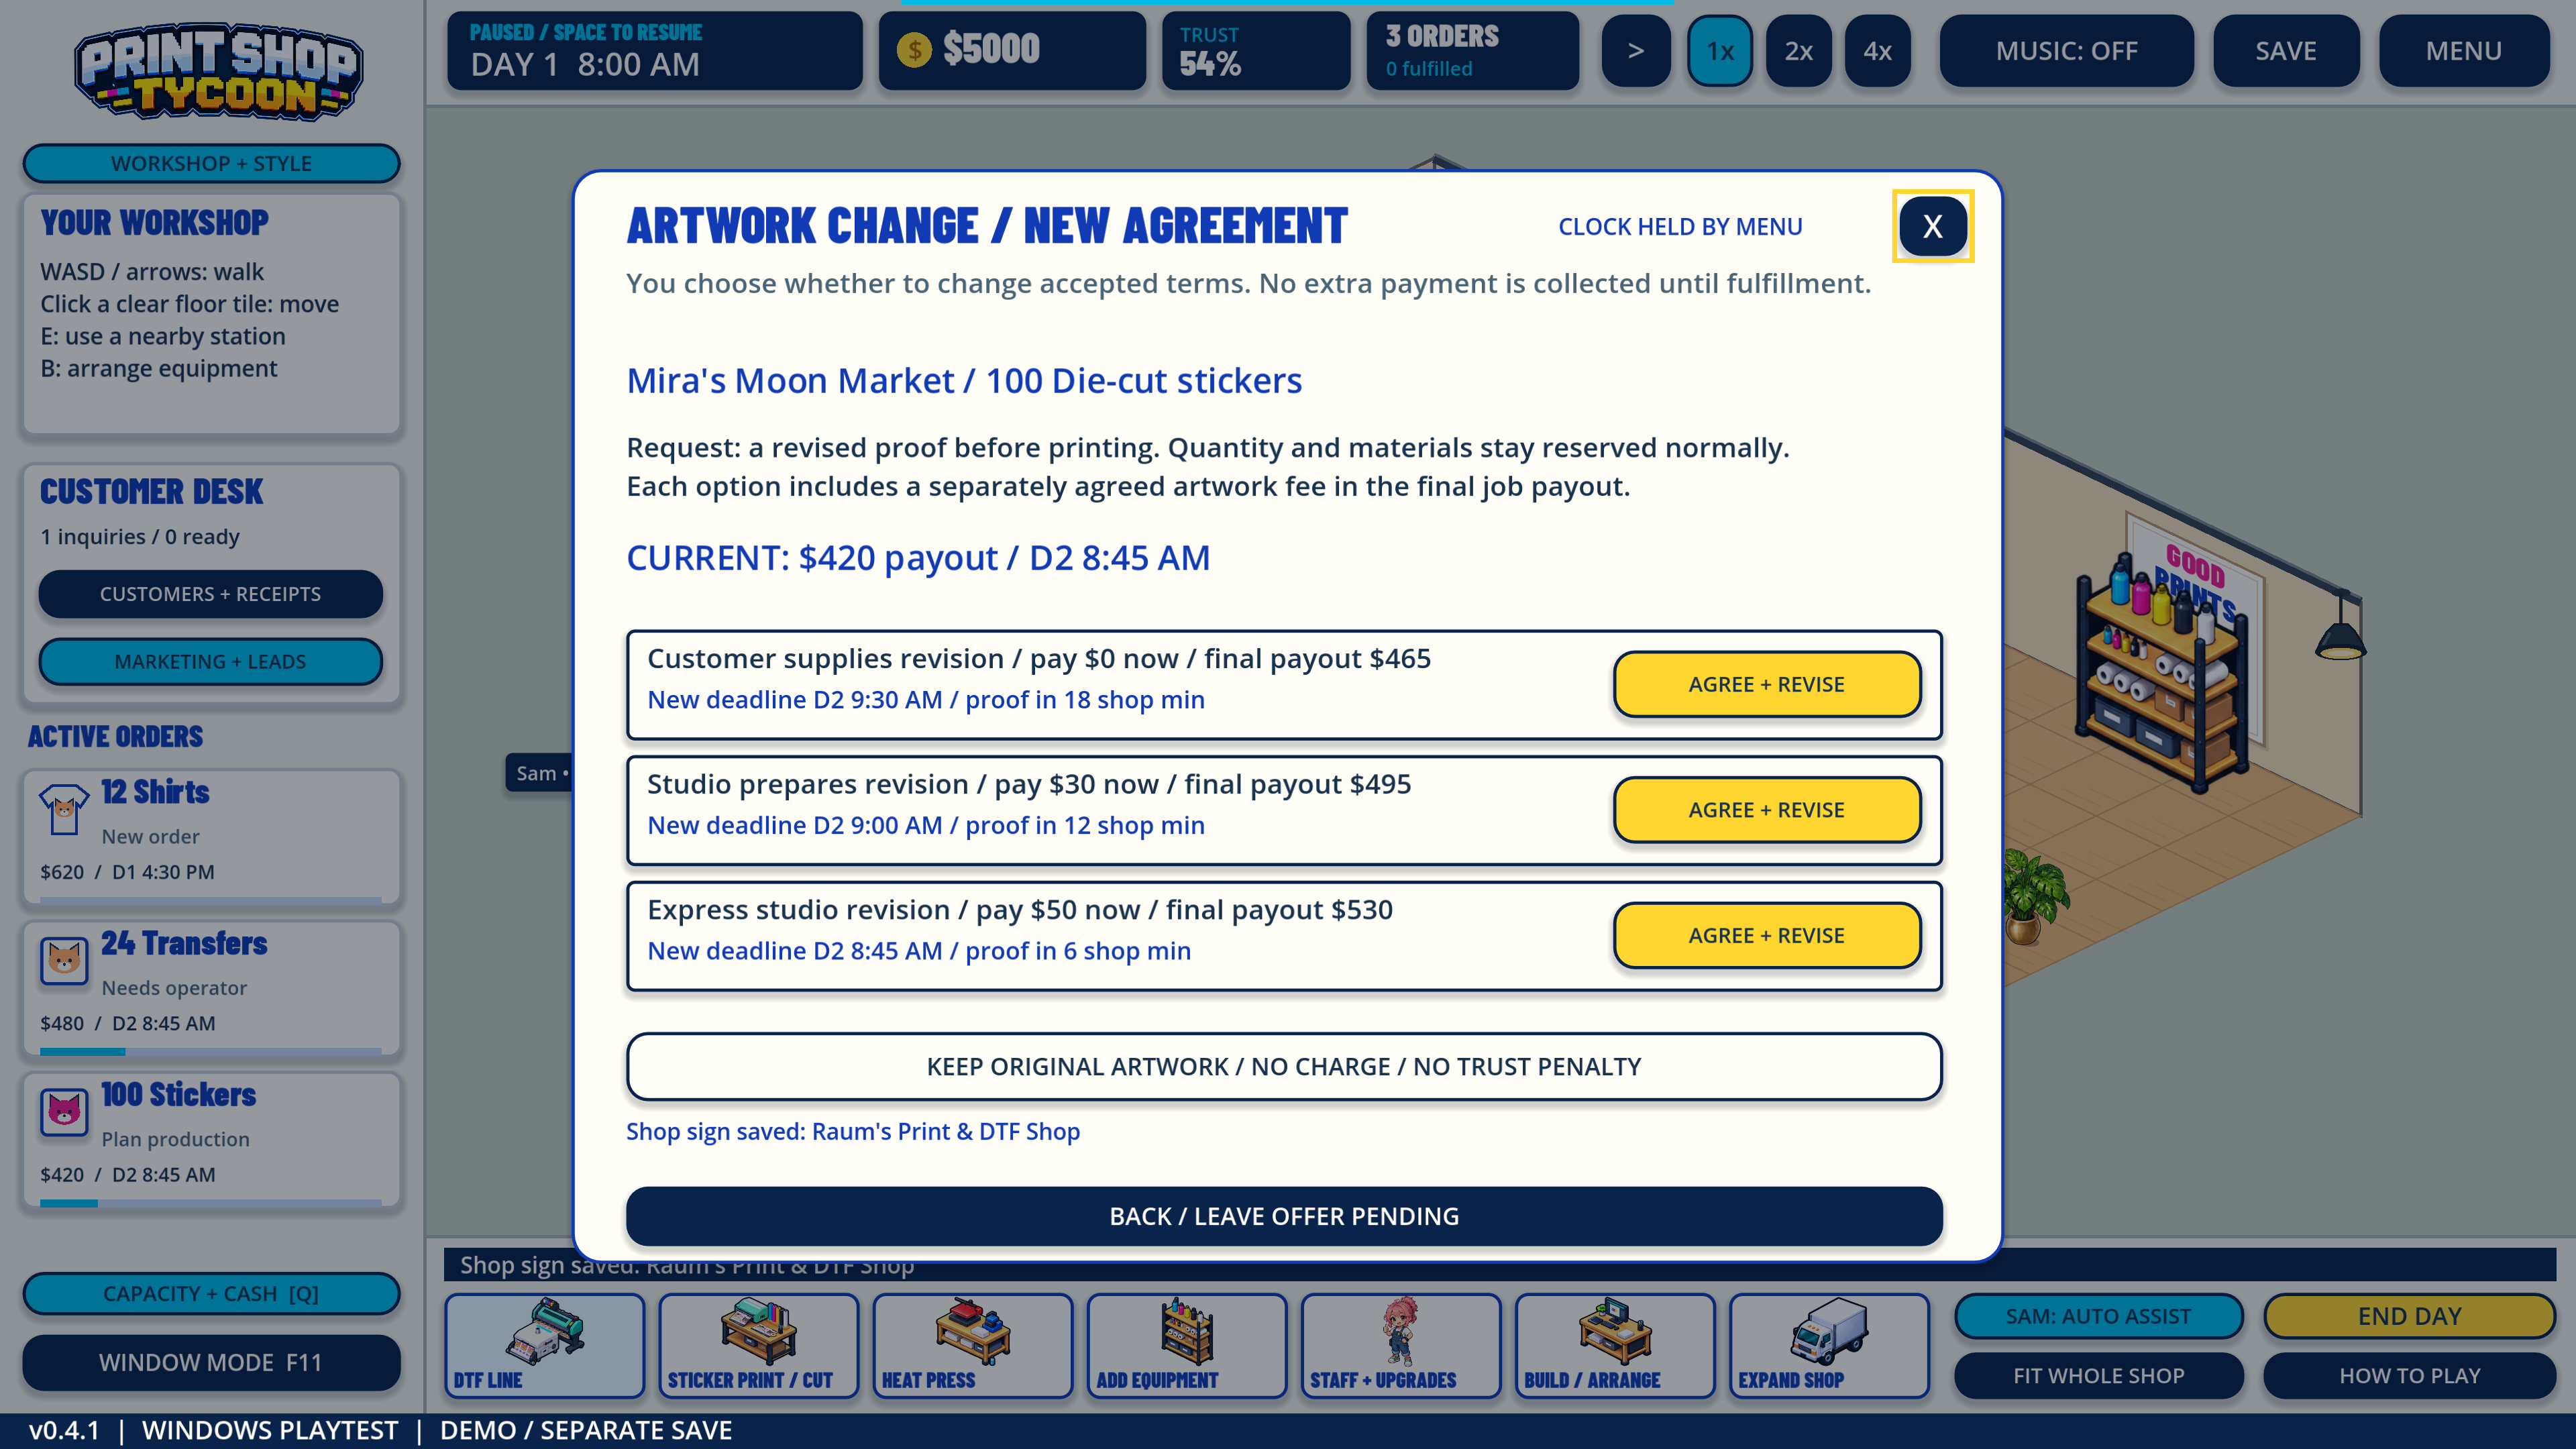 PRINT SHOP
TYCOON
PAUSED / SPACE TO RESUME
DAY 1 8:00 AM
$ $5000
TRUST
54%
3 ORDERS
0 fulfilled
>
1x
2x
4x
MUSIC: OFF
SAVE
MENU
WORKSHOP + STYLE
YOUR WORKSHOP
WASD / arrows: walk
Click a clear floor tile: move
E: use a nearby station
B: arrange equipment
CUSTOMER DESK
1 inquiries / 0 ready
CUSTOMERS + RECEIPTS
MARKETING + LEADS
ACTIVE ORDERS
12 Shirts
New order
$620 / D1 4:30 PM
24 Transfers
Needs operator
$480 / D2 8:45 AM
100 Stickers
Plan production
$420 / D2 8:45 AM
CAPACITY + CASH [Q]
WINDOW MODE F11
ARTWORK CHANGE / NEW AGREEMENT
CLOCK HELD BY MENU
X
You choose whether to change accepted terms. No extra payment is collected until fulfillment.
Mira's Moon Market / 100 Die-cut stickers
Request: a revised proof before printing. Quantity and materials stay reserved normally.
Each option includes a separately agreed artwork fee in the final job payout.
CURRENT: $420 payout / D2 8:45 AM
Customer supplies revision / pay $0 now / final payout $465
New deadline D2 9:30 AM / proof in 18 shop min
AGREE + REVISE
Studio prepares revision / pay $30 now / final payout $495
New deadline D2 9:00 AM / proof in 12 shop min
AGREE + REVISE
Express studio revision / pay $50 now / final payout $530
New deadline D2 8:45 AM / proof in 6 shop min
AGREE + REVISE
KEEP ORIGINAL ARTWORK / NO CHARGE / NO TRUST PENALTY
Shop sign saved: Raum's Print & DTF Shop
BACK / LEAVE OFFER PENDING
Sam •
GOOD
PRINTS
Shop sign saved: Raum's Print & DTF Shop
DTF LINE
STICKER PRINT / CUT
HEAT PRESS
ADD EQUIPMENT
STAFF + UPGRADES
BUILD / ARRANGE
EXPAND SHOP
SAM: AUTO ASSIST
END DAY
FIT WHOLE SHOP
HOW TO PLAY
v0.4.1 | WINDOWS PLAYTEST | DEMO / SEPARATE SAVE